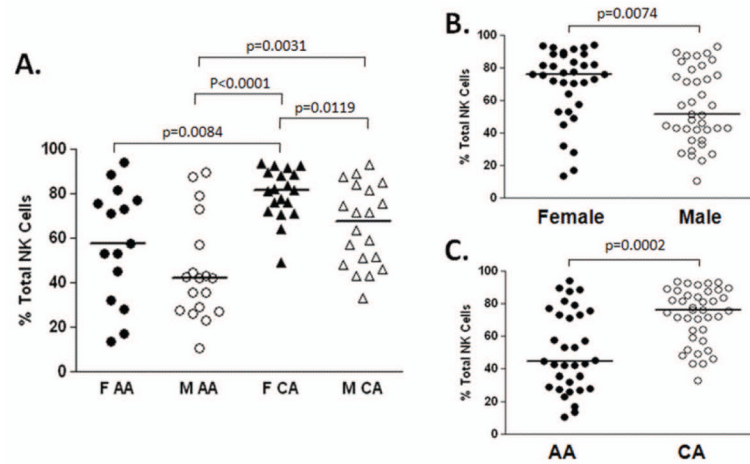 A.
p=0.0031
P<0.0001
p=0.0119
p=0.0084
% Total NK Cells
100
80
60
40
20
0
F AA M AA F CA M CA
B.
p=0.0074
% Total NK Cells
100
80
60
40
20
0
Female Male
C.
p=0.0002
% Total NK Cells
100
80
60
40
20
0
AA CA